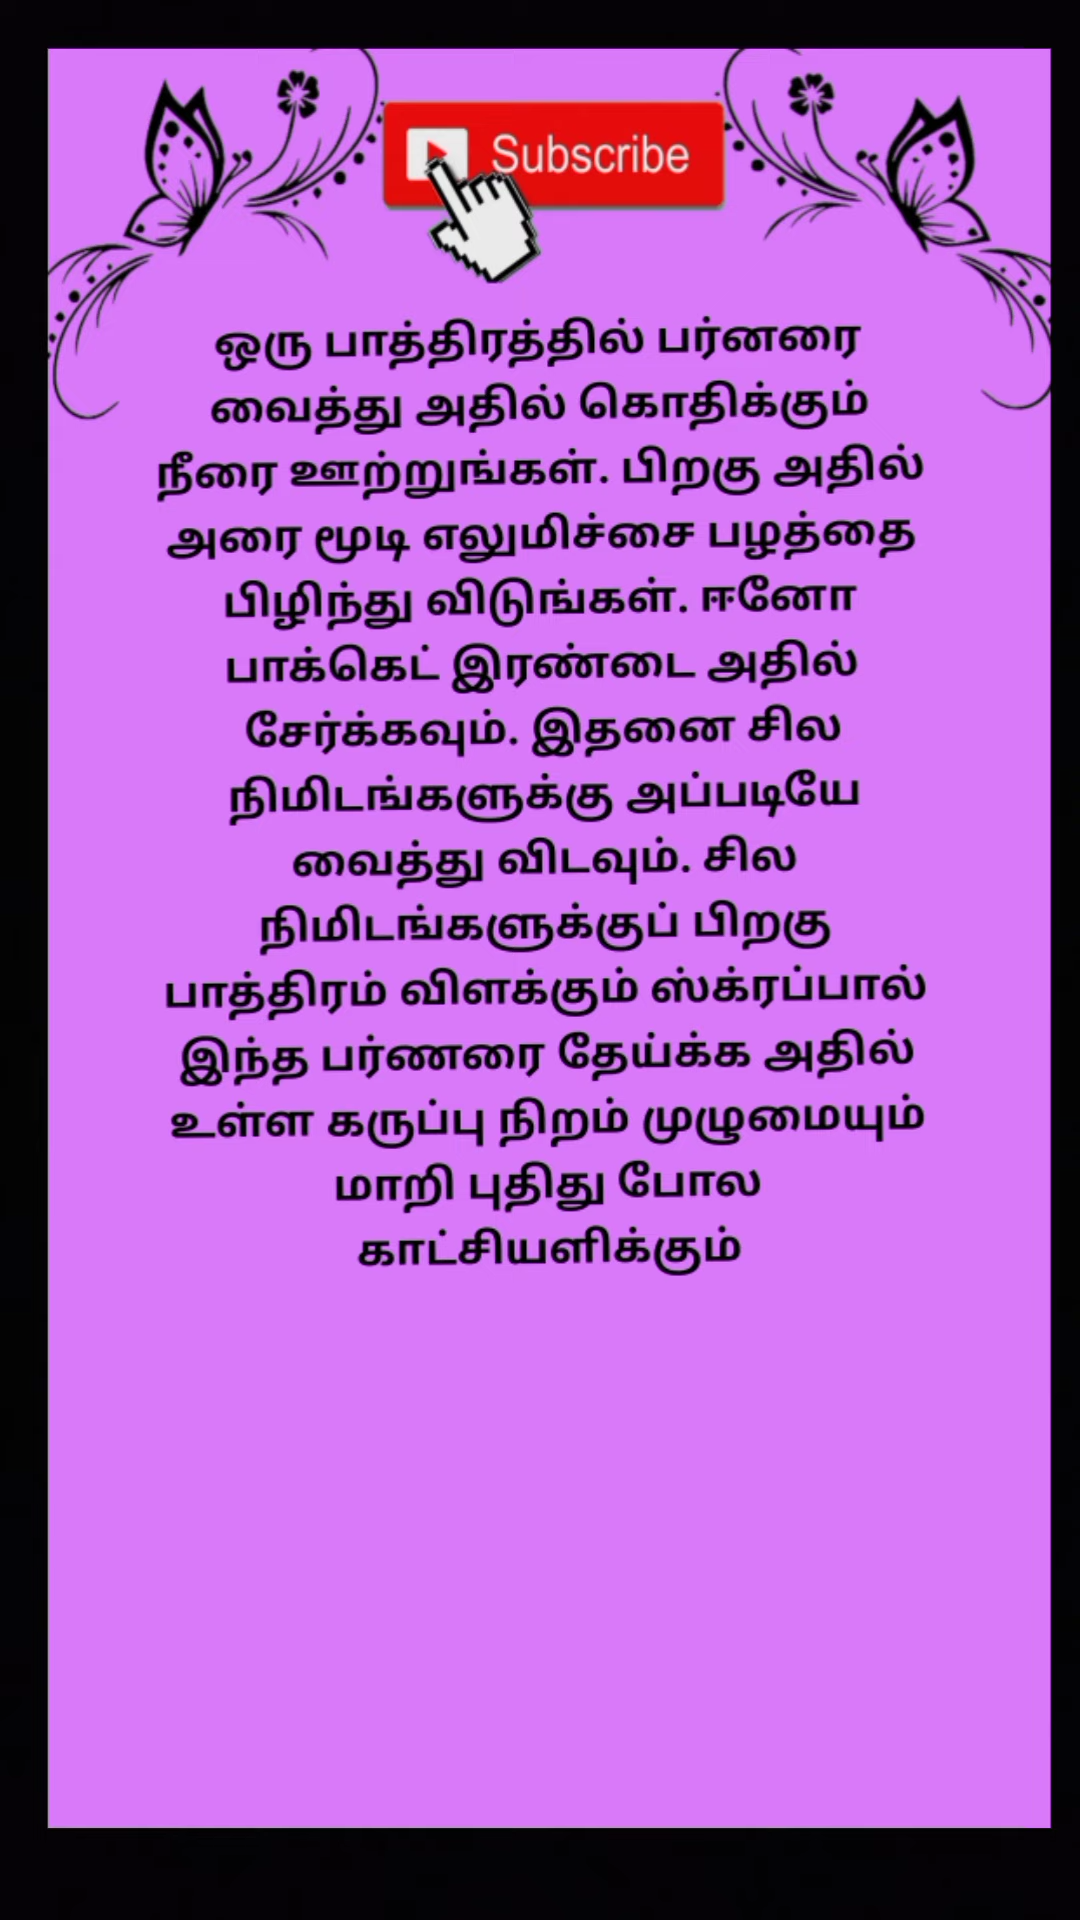 Subscribe
ஒரு பாத்திரத்தில் பர்னரை
வைத்து அதில் கொதிக்கும்
நீரை ஊற்றுங்கள். பிறகு அதில்
அரை மூடி எலுமிச்சை பழத்தை
பிழிந்து விடுங்கள். ஈனோ
பாக்கெட் இரண்டை அதில்
சேர்க்கவும். இதனை சில
நிமிடங்களுக்கு அப்படியே
வைத்து விடவும். சில
நிமிடங்களுக்குப் பிறகு
பாத்திரம் விளக்கும் ஸ்க்ரப்பால்
இந்த பர்ணரை தேய்க்க அதில்
உள்ள கருப்பு நிறம் முழுமையும்
மாறி புதிது போல
காட்சியளிக்கும்